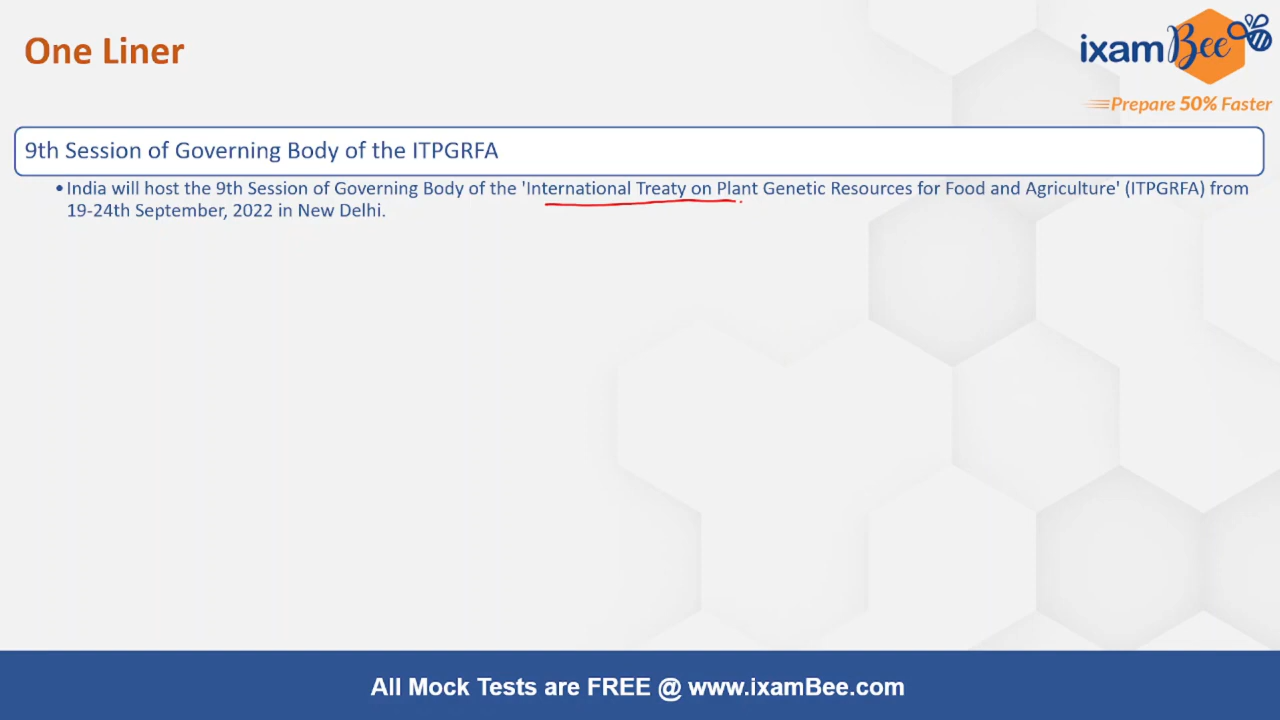 One Liner
ixamBee
Prepare 50% Faster
9th Session of Governing Body of the ITPGRFA
•India will host the 9th Session of Governing Body of the 'International Treaty on Plant Genetic Resources for Food and Agriculture' (ITPGRFA) from
19-24th September, 2022 in New Delhi.
All Mock Tests are FREE @ www.ixamBee.com